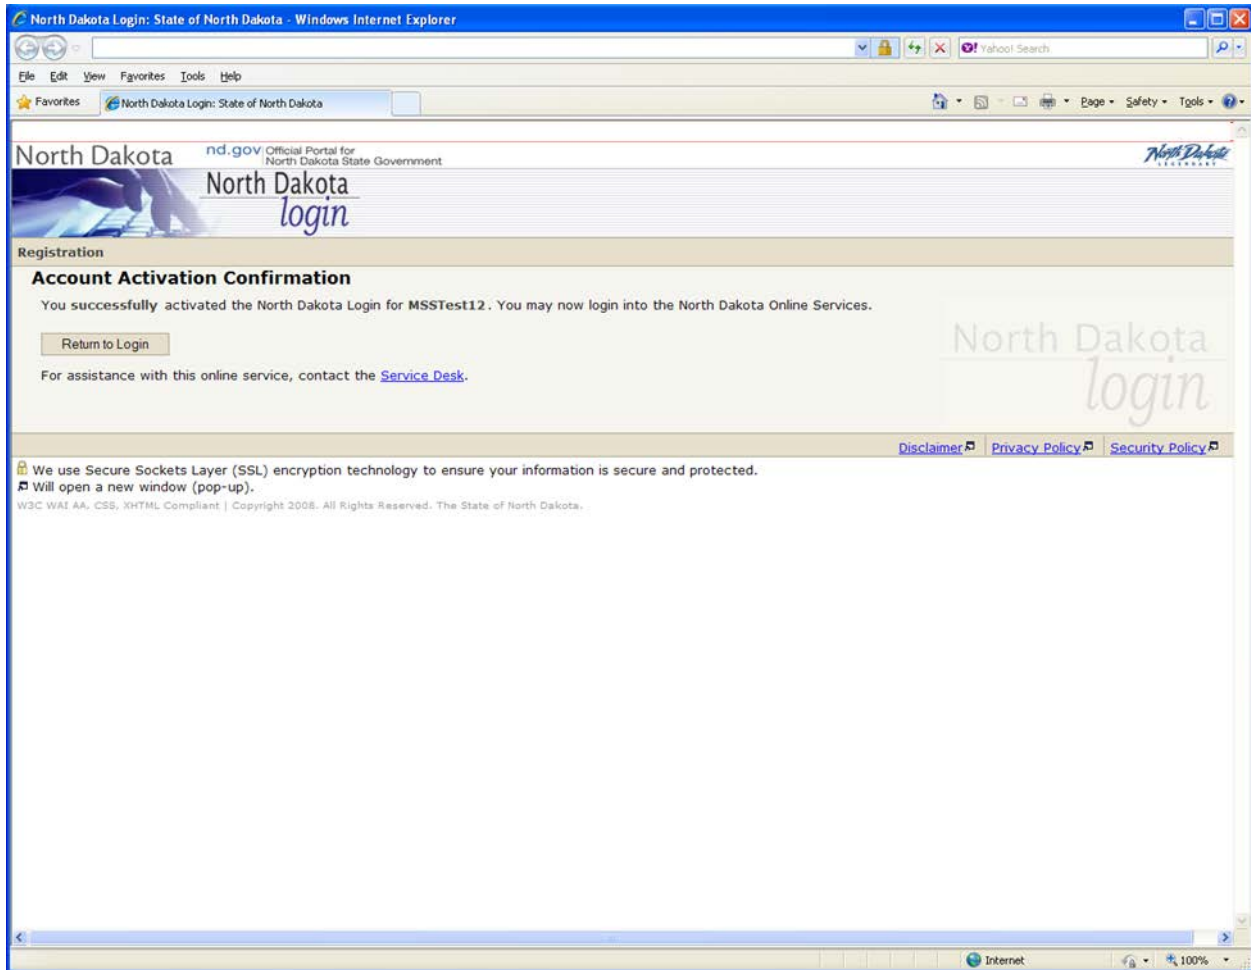 North Dakota Login: State of North Dakota - Windows Internet Explorer
Yahoo! Search
File Edit View Favorites Tools Help
Favorites North Dakota Login: State of North Dakota Page Safety Tools
North Dakota nd.gov Official Portal for
North Dakota State Government
North Dakota
LEGENDARY
North Dakota
login
Registration
Account Activation Confirmation
You successfully activated the North Dakota Login for MSSTest12. You may now login into the North Dakota Online Services.
Return to Login
For assistance with this online service, contact the Service Desk.
North Dakota
login
Disclaimer Privacy Policy Security Policy
We use Secure Sockets Layer (SSL) encryption technology to ensure your information is secure and protected.
Will open a new window (pop-up).
W3C WAI AA, CSS, XHTML Compliant | Copyright 2008. All Rights Reserved. The State of North Dakota.
Internet 100%